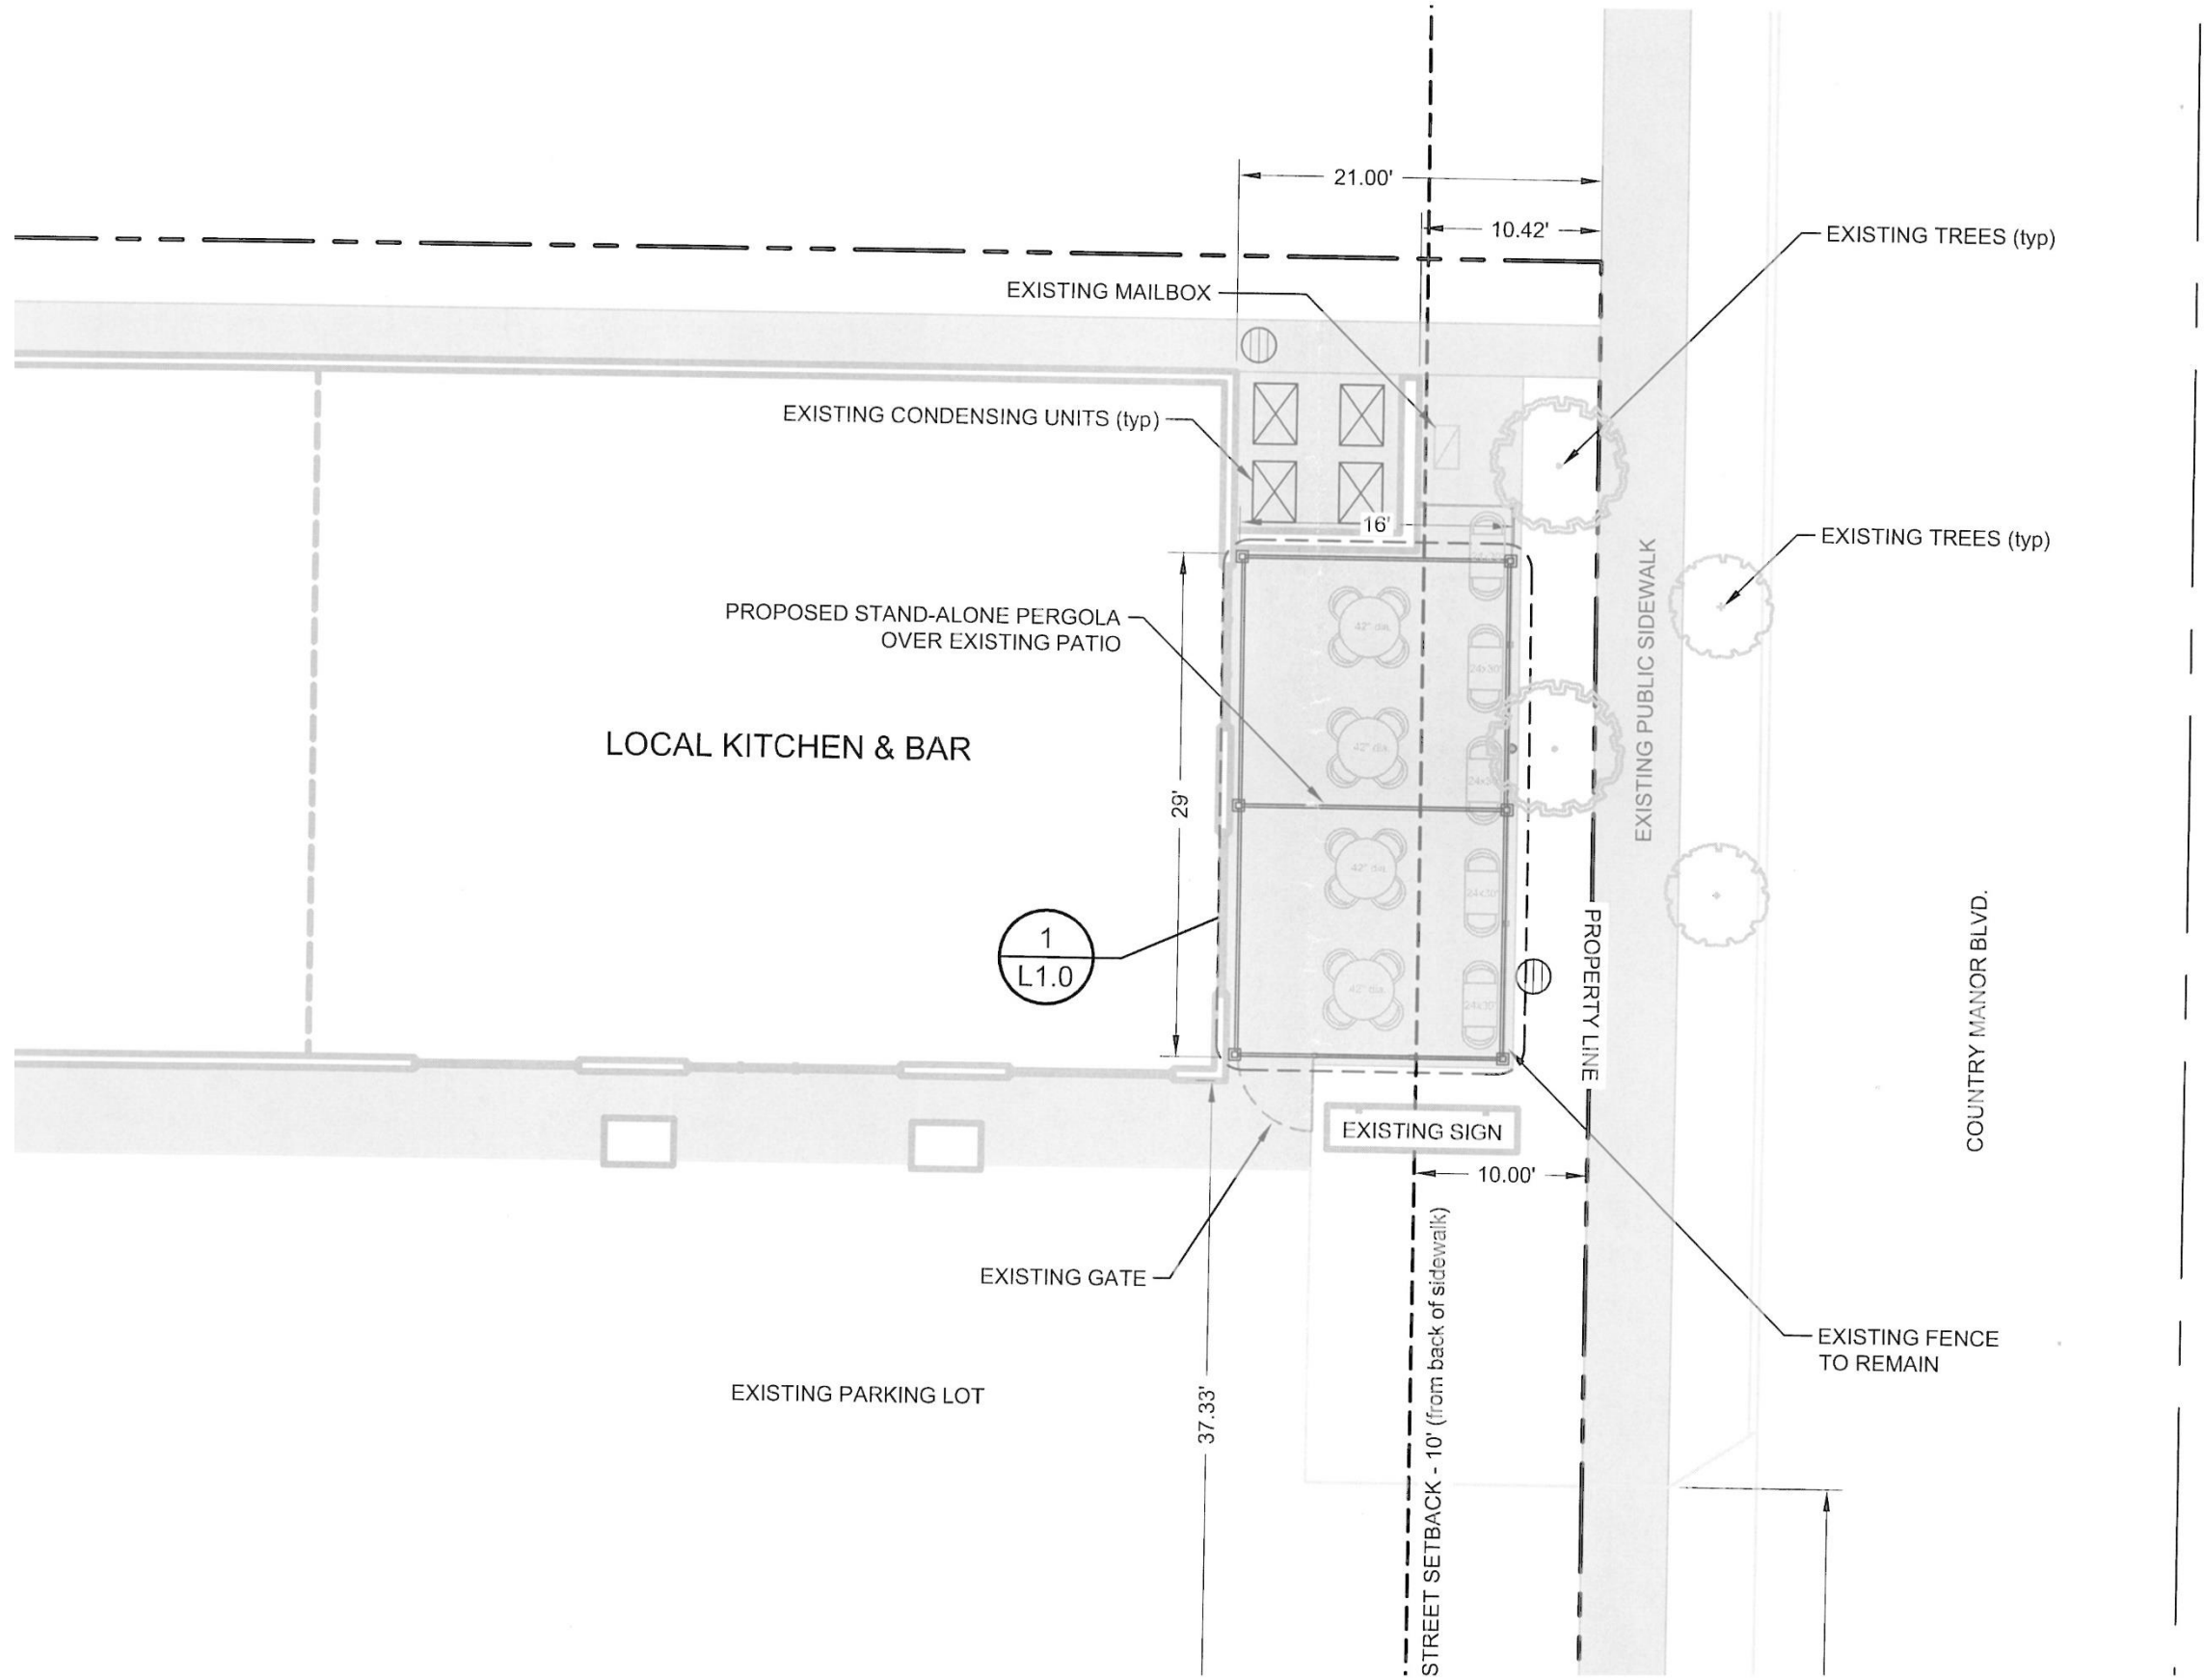 21.00'
10.42'
EXISTING TREES (typ)
EXISTING MAILBOX
EXISTING CONDENSING UNITS (typ)
16'
EXISTING TREES (typ)
PROPOSED STAND-ALONE PERGOLA
OVER EXISTING PATIO
EXISTING PUBLIC SIDEWALK
42" dia.
24x30"
LOCAL KITCHEN & BAR
42" dia.
29'
42" dia.
24x30"
1
L1.0
42" dia.
24x30"
PROPERTY LINE
COUNTRY MANOR BLVD.
EXISTING SIGN
10.00'
EXISTING GATE
STREET SETBACK - 10' (from back of sidewalk)
EXISTING FENCE
TO REMAIN
EXISTING PARKING LOT
37.33'